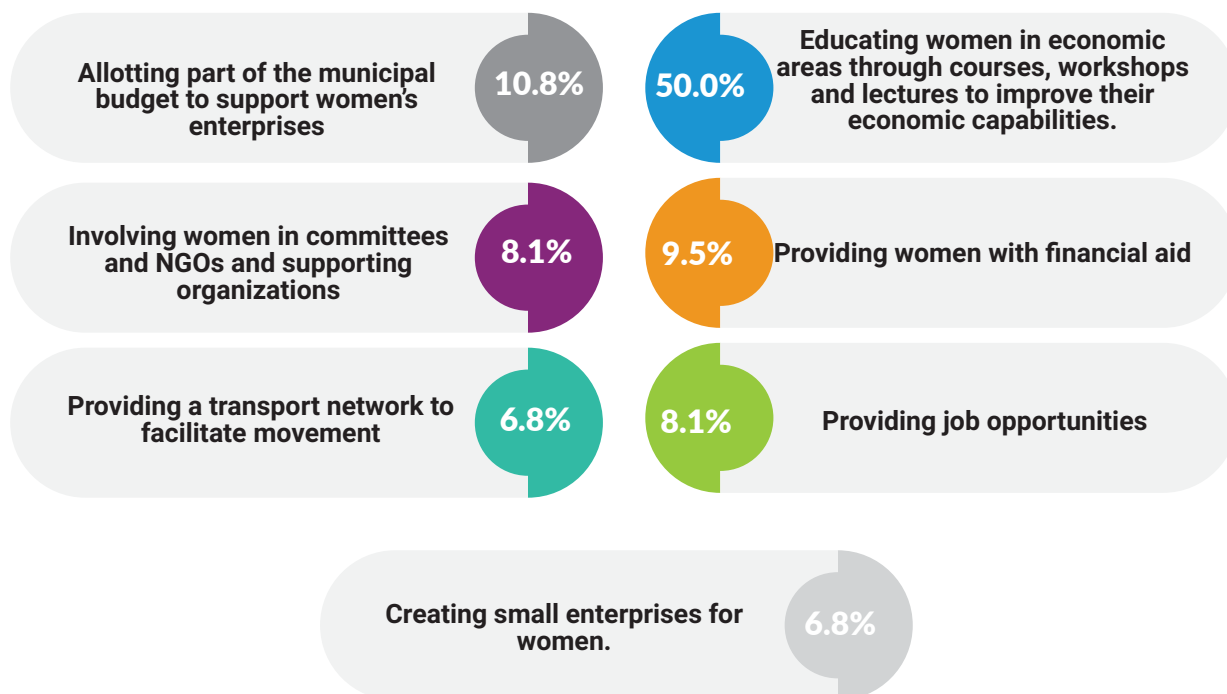 Allotting part of the municipal
budget to support women’s
enterprises
10.8%
50.0%
Educating women in economic
areas through courses, workshops
and lectures to improve their
economic capabilities.
Involving women in committees
and NGOs and supporting
organizations
8.1%
9.5%
Providing women with financial aid
Providing a transport network to
facilitate movement
6.8%
8.1%
Providing job opportunities
Creating small enterprises for
women.
6.8%